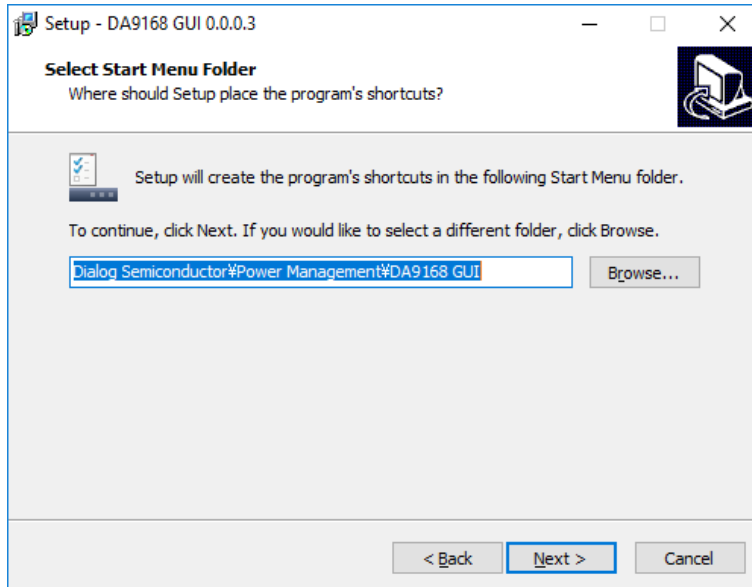 Setup - DA9168 GUI 0.0.0.3
Select Start Menu Folder
Where should Setup place the program's shortcuts?
Setup will create the program's shortcuts in the following Start Menu folder.
To continue, click Next. If you would like to select a different folder, click Browse.
Dialog Semiconductor¥Power Management¥DA9168 GUI
Browse...
< Back
Next >
Cancel